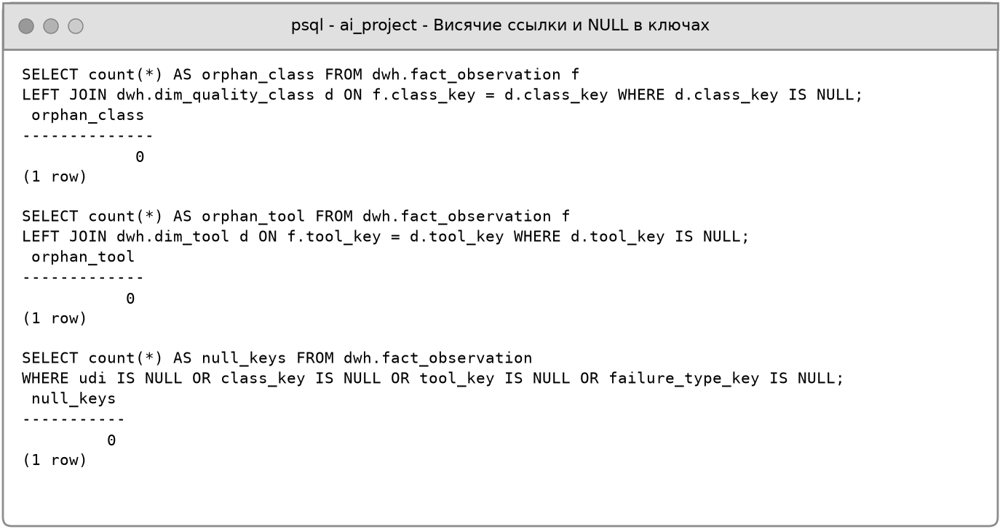 psql - ai_project - Висячие ссылки и NULL в ключах
SELECT count(*) AS orphan_class FROM dwh.fact_observation f
LEFT JOIN dwh.dim_quality_class d ON f.class_key = d.class_key WHERE d.class_key IS NULL;
 orphan_class
--------------
            0
(1 row)

SELECT count(*) AS orphan_tool FROM dwh.fact_observation f
LEFT JOIN dwh.dim_tool d ON f.tool_key = d.tool_key WHERE d.tool_key IS NULL;
 orphan_tool
-------------
           0
(1 row)

SELECT count(*) AS null_keys FROM dwh.fact_observation
WHERE udi IS NULL OR class_key IS NULL OR tool_key IS NULL OR failure_type_key IS NULL;
 null_keys
-----------
         0
(1 row)